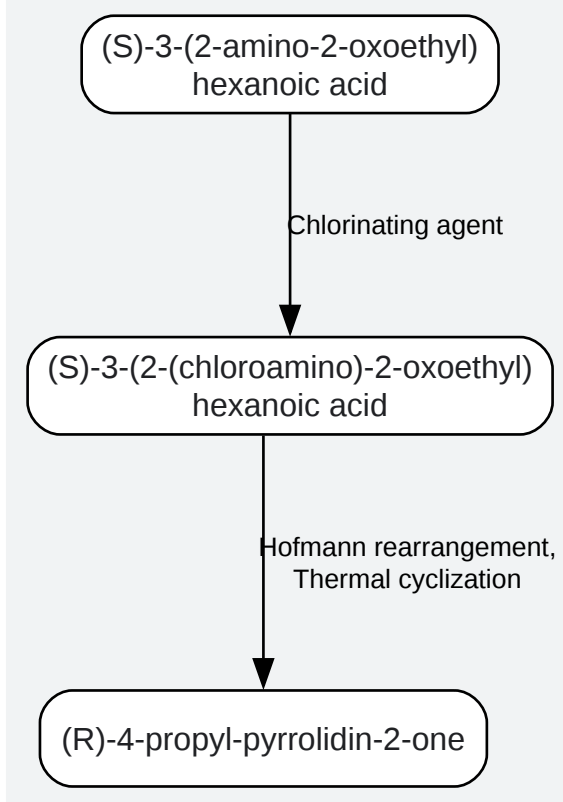 (S)-3-(2-amino-2-oxoethyl)
hexanoic acid
Chlorinating agent
(S)-3-(2-(chloroamino)-2-oxoethyl)
hexanoic acid
Hofmann rearrangement,
Thermal cyclization
(R)-4-propyl-pyrrolidin-2-one